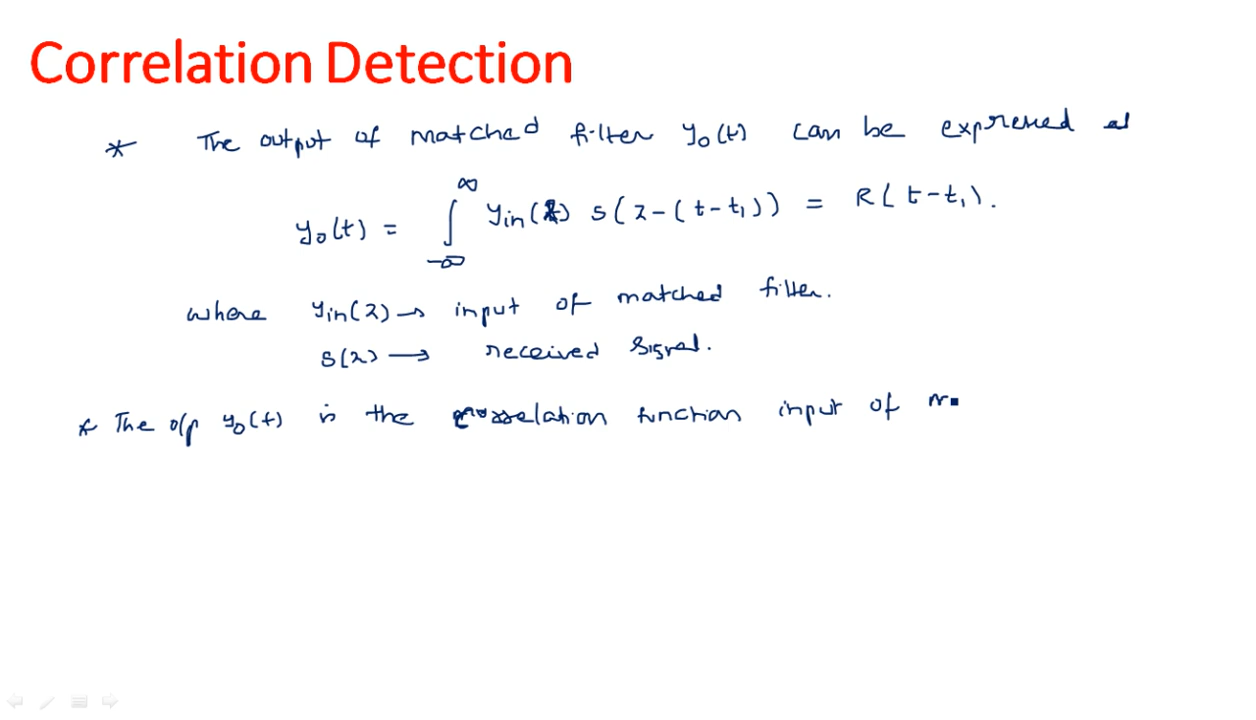 Correlation Detection
* The output of matched filter y₀(t) can be expressed as
y₀(t) = ∫_{-∞}^{∞} yin(λ) s(λ-(t-t₁)) = R(t-t₁).
where yin(λ) → input of matched filter.
s(λ) → received signal.
* The o/p y₀(t) is the correlation function input of